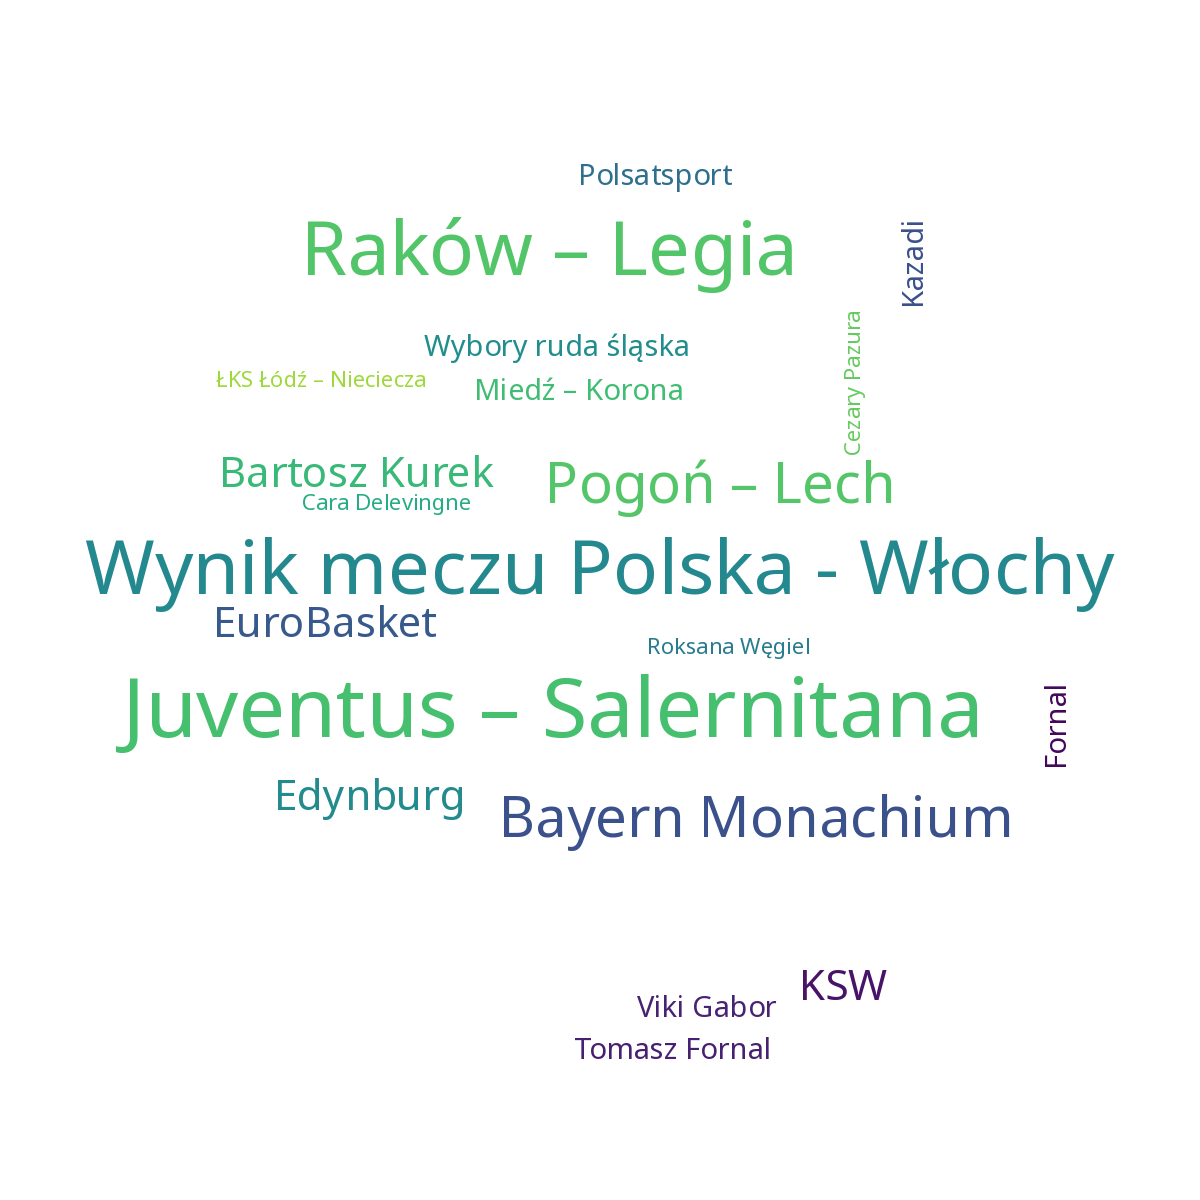 Polsatsport
Raków – Legia
Kazadi
Cezary Pazura
Wybory ruda śląska
ŁKS Łódź – Nieciecza
Miedź – Korona
Bartosz Kurek
Pogoń – Lech
Cara Delevingne
Wynik meczu Polska - Włochy
EuroBasket
Roksana Węgiel
Juventus – Salernitana
Fornal
Edynburg
Bayern Monachium
KSW
Viki Gabor
Tomasz Fornal